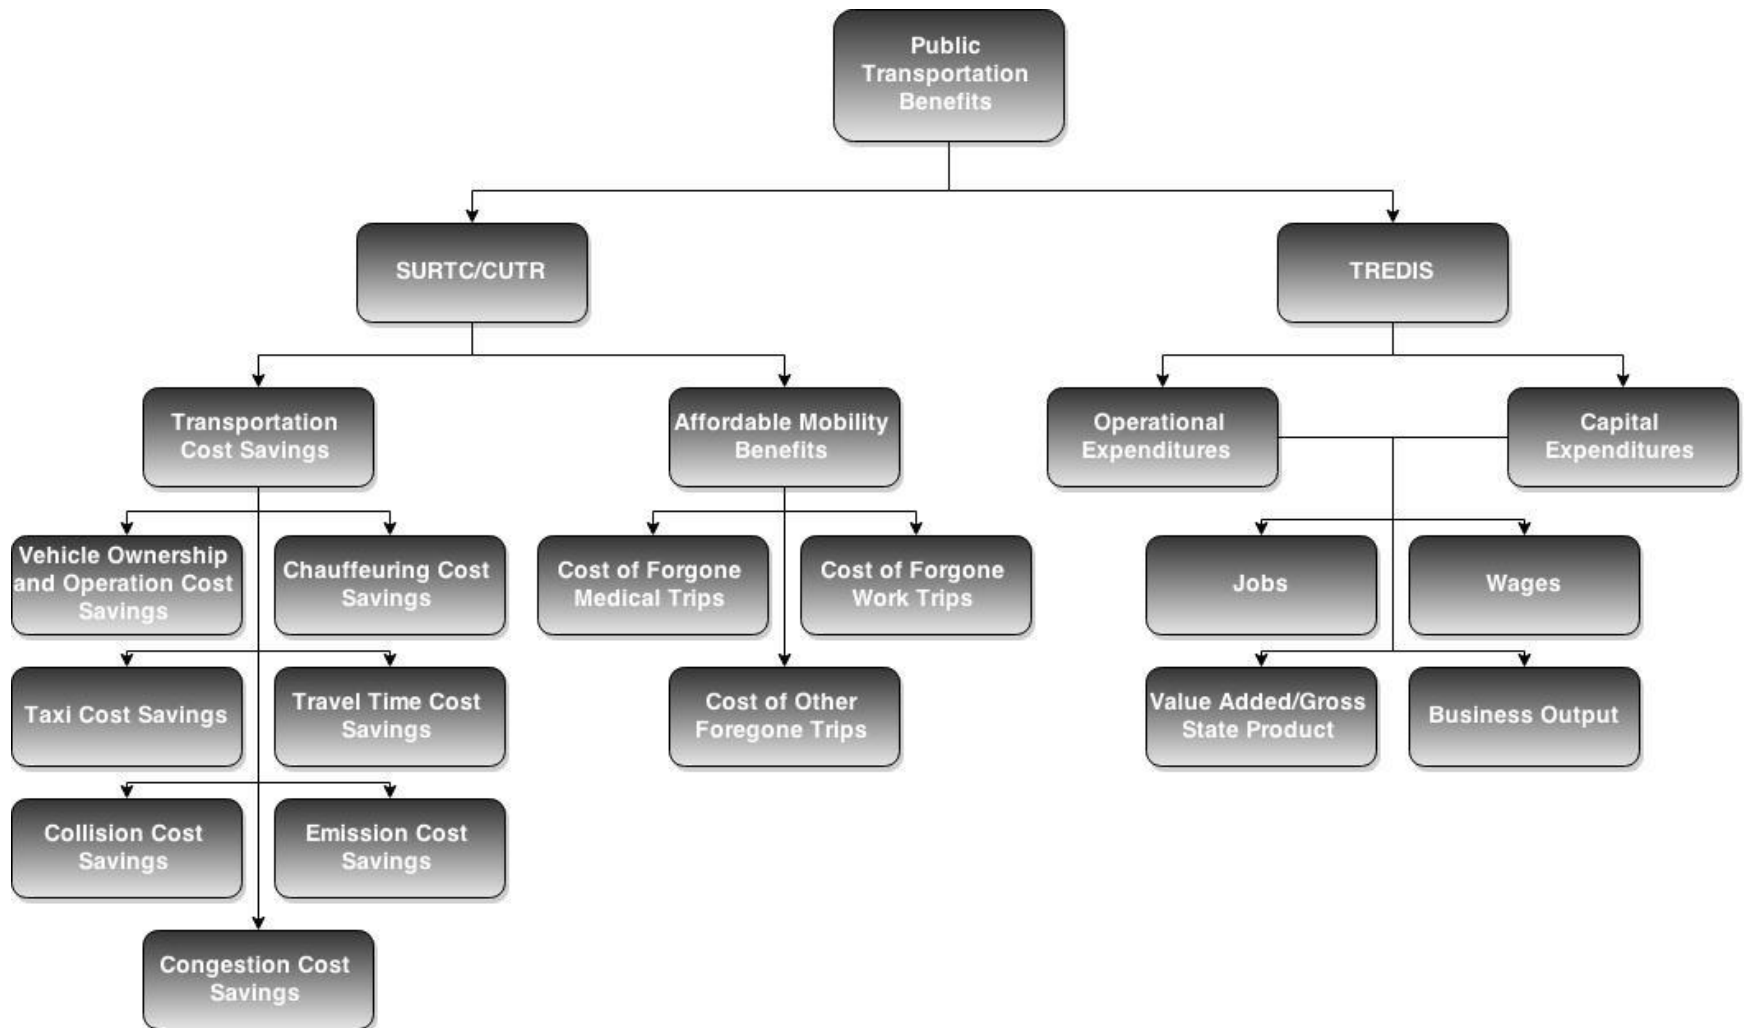 Public
Transportation
Benefits
SURTC/CUTR
TREDIS
Transportation
Cost Savings
Affordable Mobility
Benefits
Operational
Expenditures
Capital
Expenditures
Vehicle Ownership
and Operation Cost
Savings
Chauffeuring Cost
Savings
Cost of Forgone
Medical Trips
Cost of Forgone
Work Trips
Jobs
Wages
Taxi Cost Savings
Travel Time Cost
Savings
Cost of Other
Foregone Trips
Value Added/Gross
State Product
Business Output
Collision Cost
Savings
Emission Cost
Savings
Congestion Cost
Savings